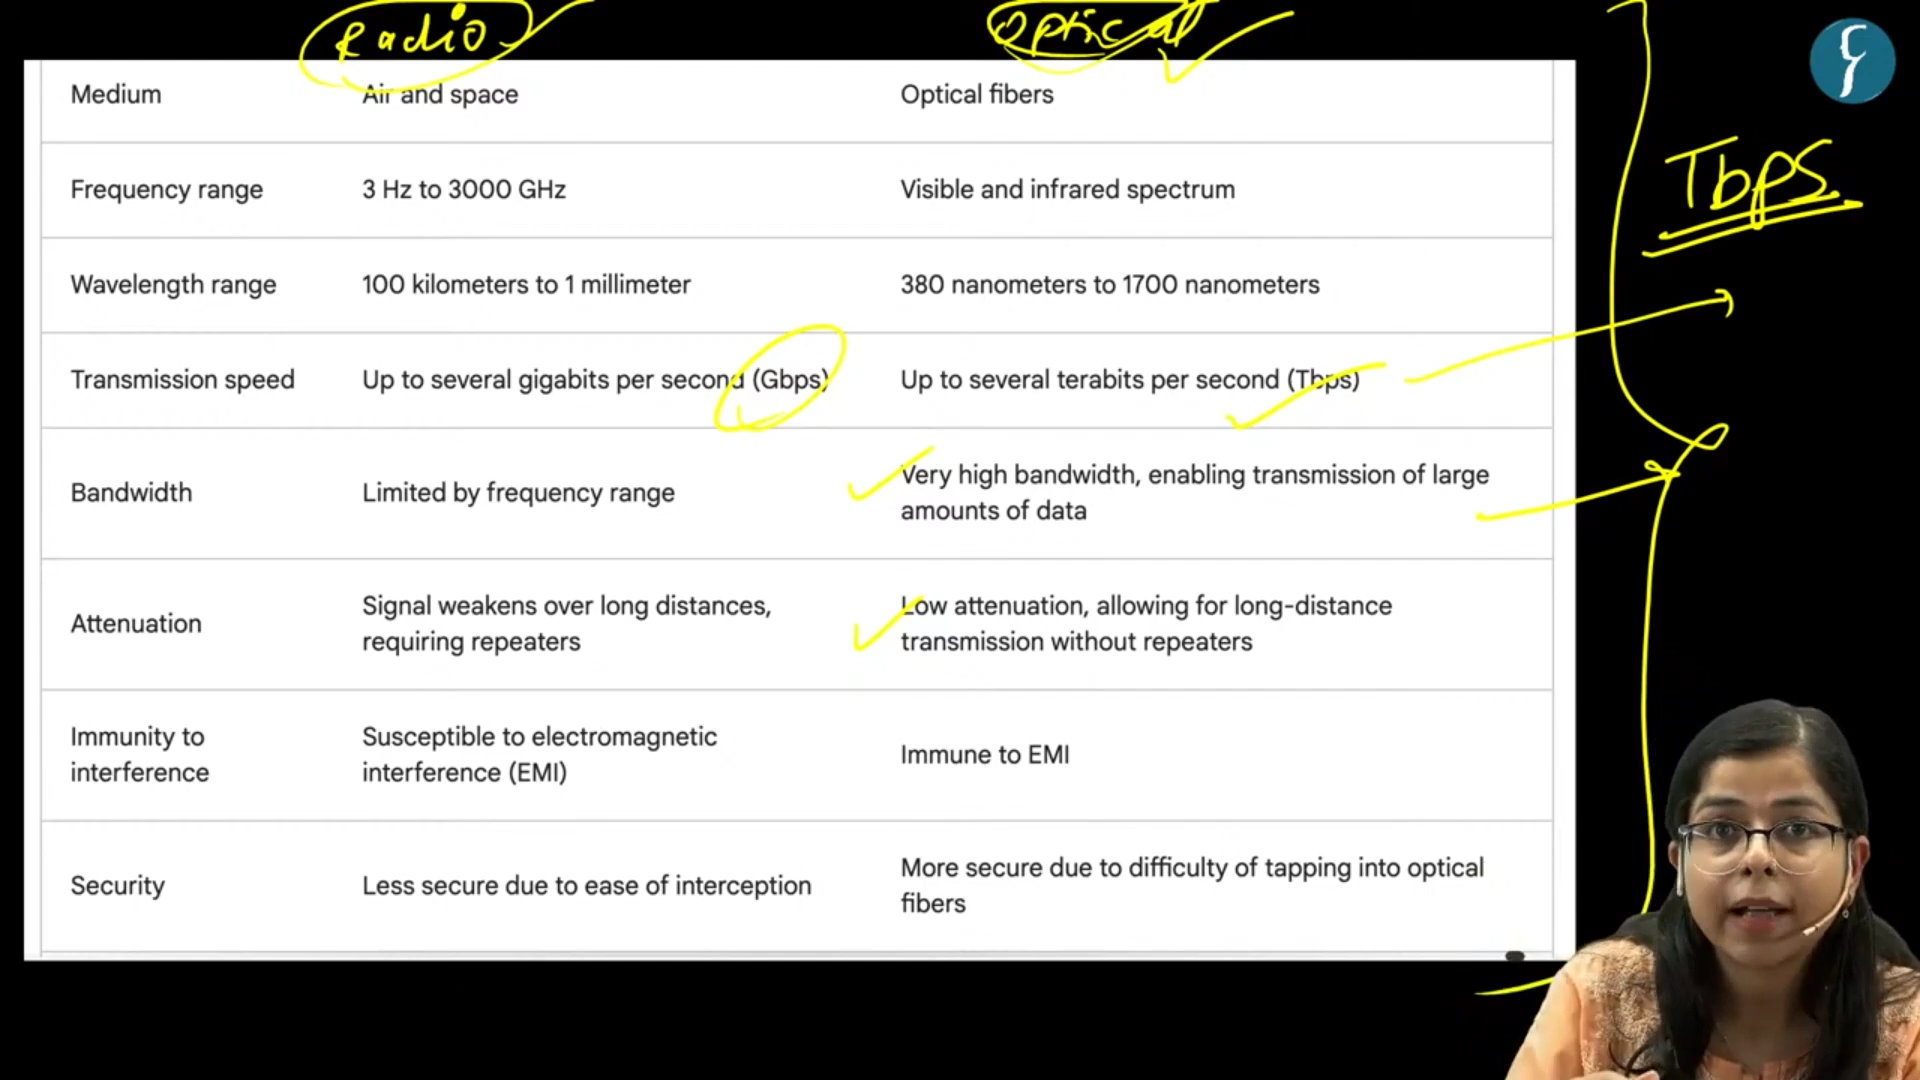 Radio
Optical
Medium
Air and space
Optical fibers
Tbps.
Frequency range
3 Hz to 3000 GHz
Visible and infrared spectrum
Wavelength range
100 kilometers to 1 millimeter
380 nanometers to 1700 nanometers
Transmission speed
Up to several gigabits per second (Gbps)
Up to several terabits per second (Tbps)
Bandwidth
Limited by frequency range
Very high bandwidth, enabling transmission of large
amounts of data
Attenuation
Signal weakens over long distances,
requiring repeaters
Low attenuation, allowing for long-distance
transmission without repeaters
Immunity to
interference
Susceptible to electromagnetic
interference (EMI)
Immune to EMI
Security
Less secure due to ease of interception
More secure due to difficulty of tapping into optical
fibers